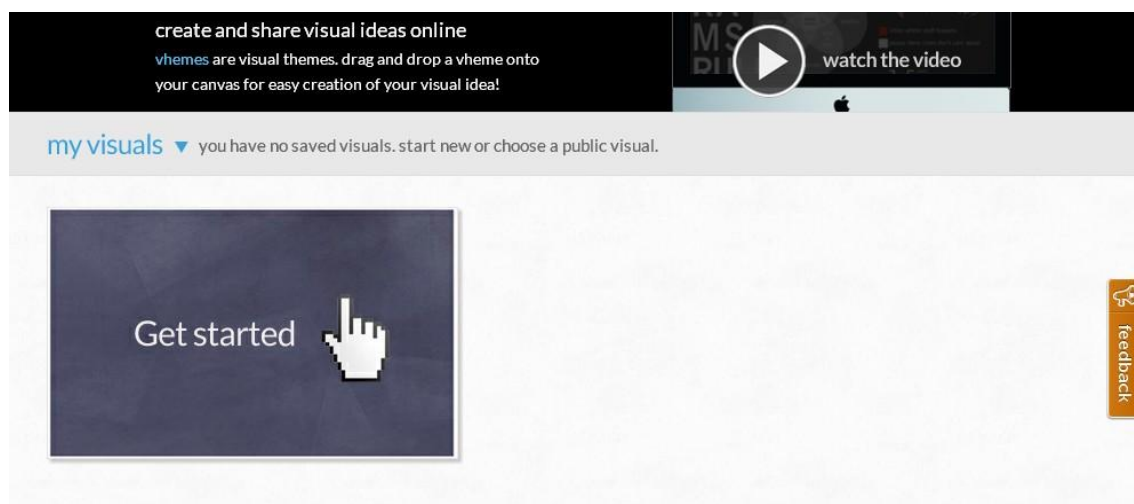 create and share visual ideas online
vhemes are visual themes. drag and drop a vheme onto
your canvas for easy creation of your visual idea!
watch the video
my visuals ▼ you have no saved visuals. start new or choose a public visual.
Get started
feedback